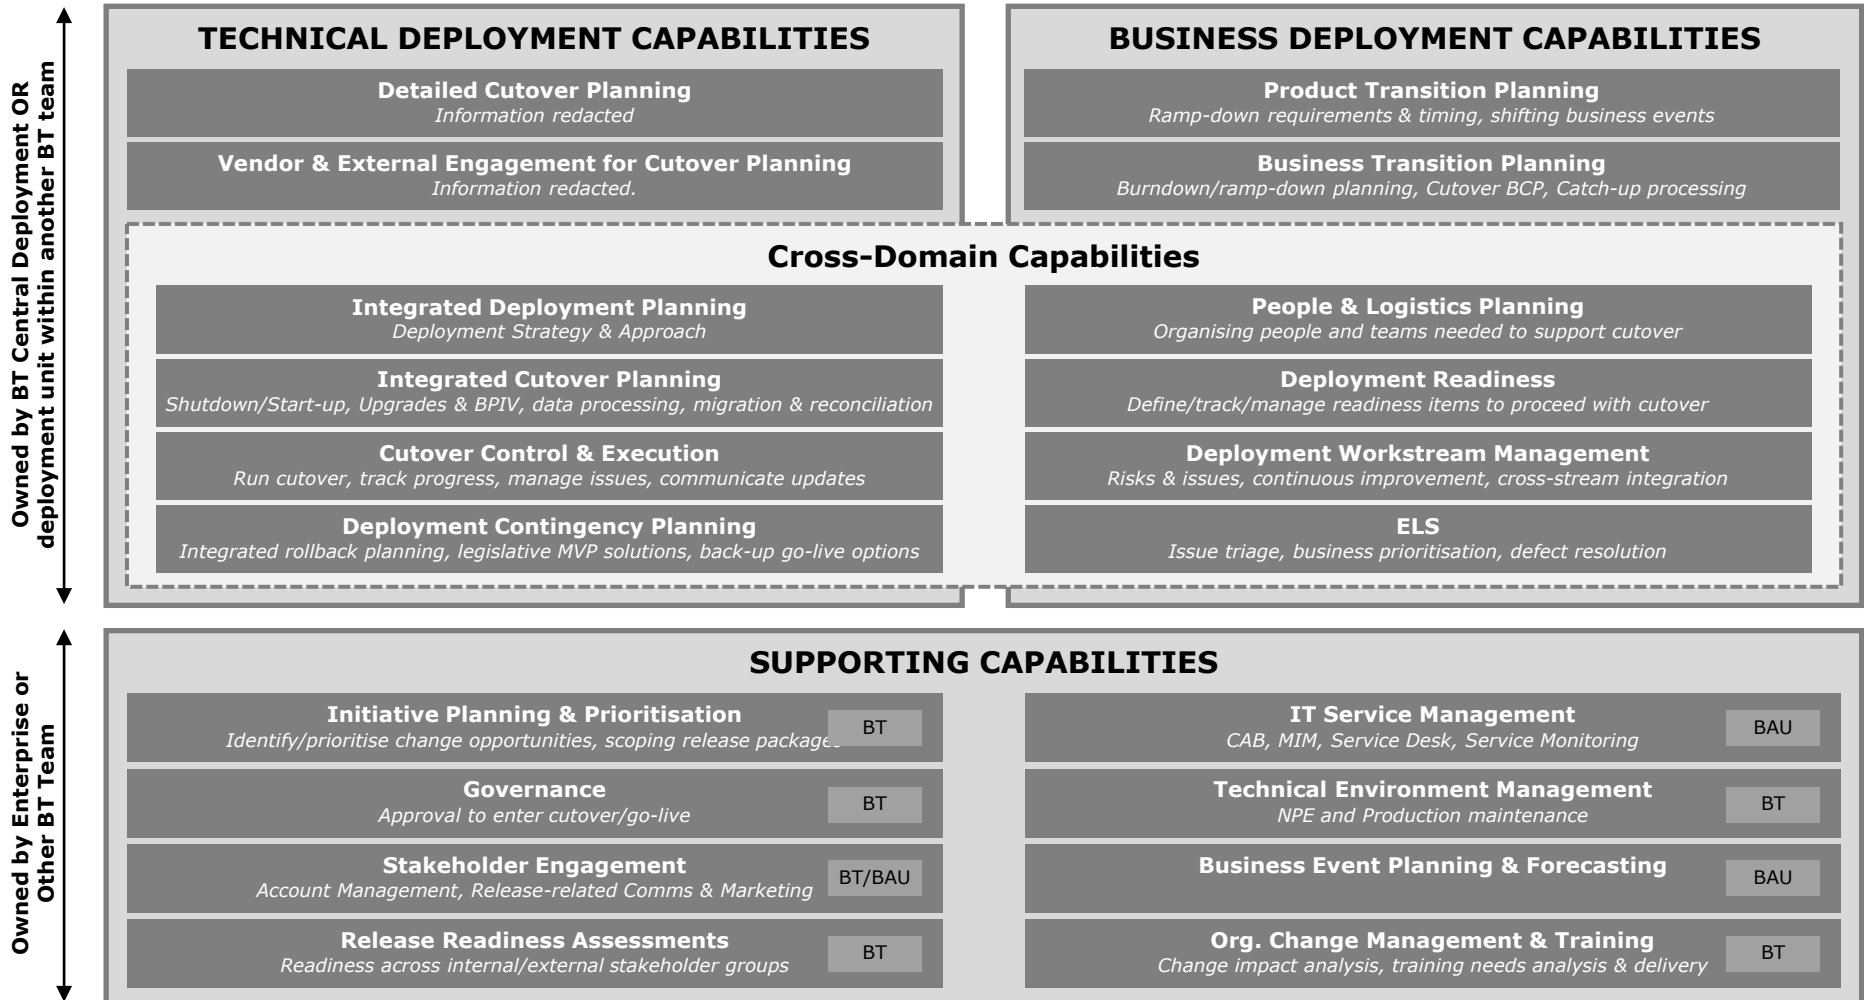 Owned by BT Central Deployment OR
deployment unit within another BT team
TECHNICAL DEPLOYMENT CAPABILITIES
Detailed Cutover Planning
Information redacted
Vendor & External Engagement for Cutover Planning
Information redacted.
BUSINESS DEPLOYMENT CAPABILITIES
Product Transition Planning
Ramp-down requirements & timing, shifting business events
Business Transition Planning
Burndown/ramp-down planning, Cutover BCP, Catch-up processing
Cross-Domain Capabilities
Integrated Deployment Planning
Deployment Strategy & Approach
Integrated Cutover Planning
Shutdown/Start-up, Upgrades & BPIV, data processing, migration & reconciliation
Cutover Control & Execution
Run cutover, track progress, manage issues, communicate updates
Deployment Contingency Planning
Integrated rollback planning, legislative MVP solutions, back-up go-live options
People & Logistics Planning
Organising people and teams needed to support cutover
Deployment Readiness
Define/track/manage readiness items to proceed with cutover
Deployment Workstream Management
Risks & issues, continuous improvement, cross-stream integration
ELS
Issue triage, business prioritisation, defect resolution
Owned by Enterprise or
Other BT Team
SUPPORTING CAPABILITIES
Initiative Planning & Prioritisation
Identify/prioritise change opportunities, scoping release packages
BT
Governance
Approval to enter cutover/go-live
BT
Stakeholder Engagement
Account Management, Release-related Comms & Marketing
BT/BAU
Release Readiness Assessments
Readiness across internal/external stakeholder groups
BT
IT Service Management
CAB, MIM, Service Desk, Service Monitoring
BAU
Technical Environment Management
NPE and Production maintenance
BT
Business Event Planning & Forecasting
BAU
Org. Change Management & Training
Change impact analysis, training needs analysis & delivery
BT